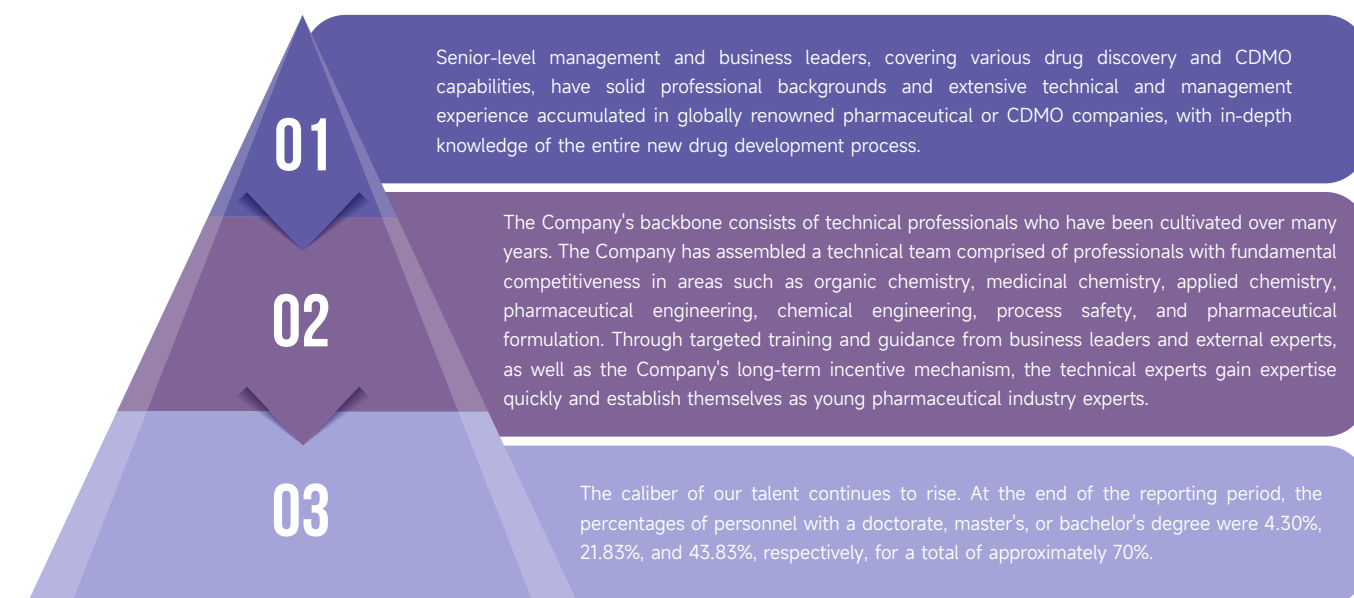 01
Senior-level management and business leaders, covering various drug discovery and CDMO
capabilities, have solid professional backgrounds and extensive technical and management
experience accumulated in globally renowned pharmaceutical or CDMO companies, with in-depth
knowledge of the entire new drug development process.
02
The Company's backbone consists of technical professionals who have been cultivated over many
years. The Company has assembled a technical team comprised of professionals with fundamental
competitiveness in areas such as organic chemistry, medicinal chemistry, applied chemistry,
pharmaceutical engineering, chemical engineering, process safety, and pharmaceutical
formulation. Through targeted training and guidance from business leaders and external experts,
as well as the Company's long-term incentive mechanism, the technical experts gain expertise
quickly and establish themselves as young pharmaceutical industry experts.
03
The caliber of our talent continues to rise. At the end of the reporting period, the
percentages of personnel with a doctorate, master's, or bachelor's degree were 4.30%,
21.83%, and 43.83%, respectively, for a total of approximately 70%.